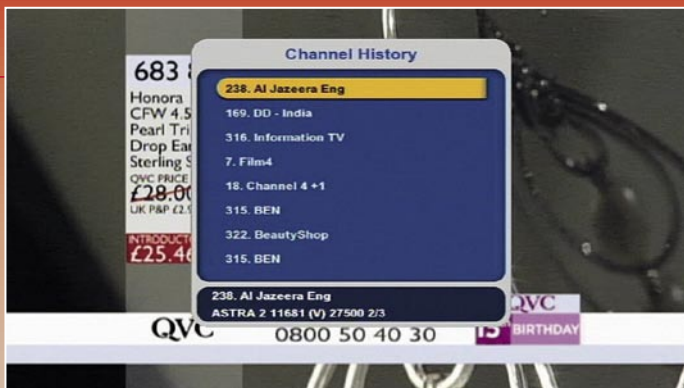 Channel History
238. Al Jazeera Eng
169. DD - India
316. Information TV
7. Film4
18. Channel 4 +1
315. BEN
322. BeautyShop
315. BEN
238. Al Jazeera Eng
ASTRA 2 11681 (V) 27500 2/3
683
Honora
CFW 4.5
Pearl Tri
Drop Ear
Sterling S
QVC PRICE
£28.00
UK P&P £2.9
INTRODUCT
£25.46
QVC
0800 50 40 30
QVC
15 BIRTHDAY